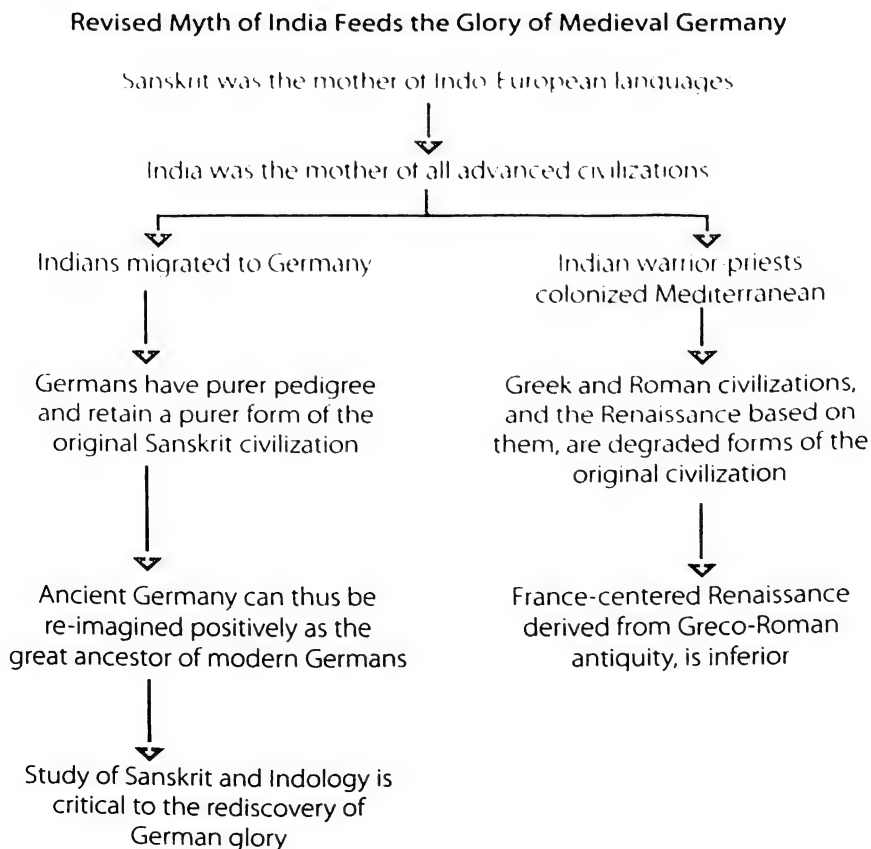 Revised Myth of India Feeds the Glory of Medieval Germany
Sanskrit was the mother of Indo European languages
India was the mother of all advanced civilizations
Indians migrated to Germany
Indian warrior-priests
colonized Mediterranean
Germans have purer pedigree
and retain a purer form of the
original Sanskrit civilization
Greek and Roman civilizations,
and the Renaissance based on
them, are degraded forms of the
original civilization
Ancient Germany can thus be
re-imagined positively as the
great ancestor of modern Germans
France-centered Renaissance
derived from Greco-Roman
antiquity, is inferior
Study of Sanskrit and Indology is
critical to the rediscovery of
German glory